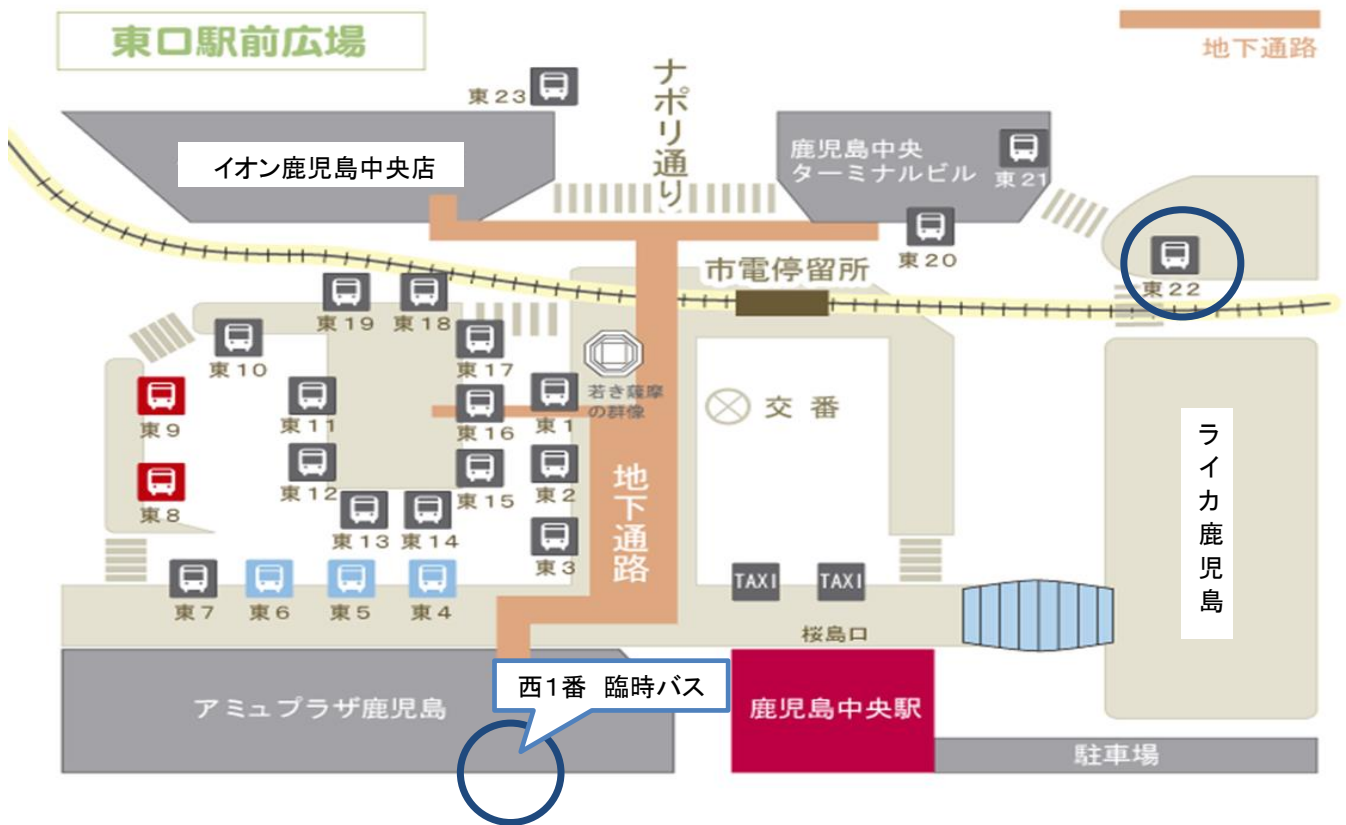 東口駅前広場
地下通路
東23
ナポリ通り
イオン鹿児島中央店
鹿児島中央
ターミナルビル
東21
東20
東22
市電停留所
東19
東18
東17
東10
東9
東11
東16
東1
若き薩摩
の群像
交番
東8
東12
東15
東2
東13
東14
東3
地下通路
ライカ鹿児島
東7
東6
東5
東4
TAXI
TAXI
桜島口
アミュプラザ鹿児島
西1番 臨時バス
鹿児島中央駅
駐車場